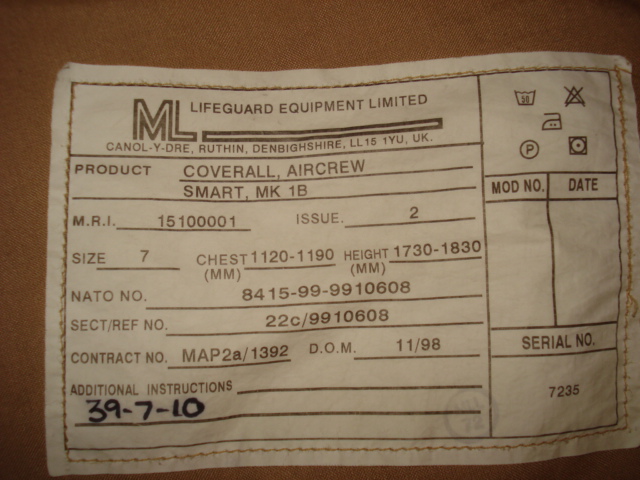 ML LIFEGUARD EQUIPMENT LIMITED
CANOL-Y-DRE, RUTHIN, DENBIGHSHIRE, LL15 1YU, UK.
PRODUCT COVERALL, AIRCREW
SMART, MK 1B
M.R.I. 15100001 ISSUE. 2
SIZE 7 CHEST 1120-1190 HEIGHT 1730-1830
(MM) (MM)
NATO NO. 8415-99-9910608
SECT/REF NO. 22c/9910608
CONTRACT NO. MAP2a/1392 D.O.M. 11/98
ADDITIONAL INSTRUCTIONS
39-7-10
50
P
MOD NO. DATE
SERIAL NO.
7235